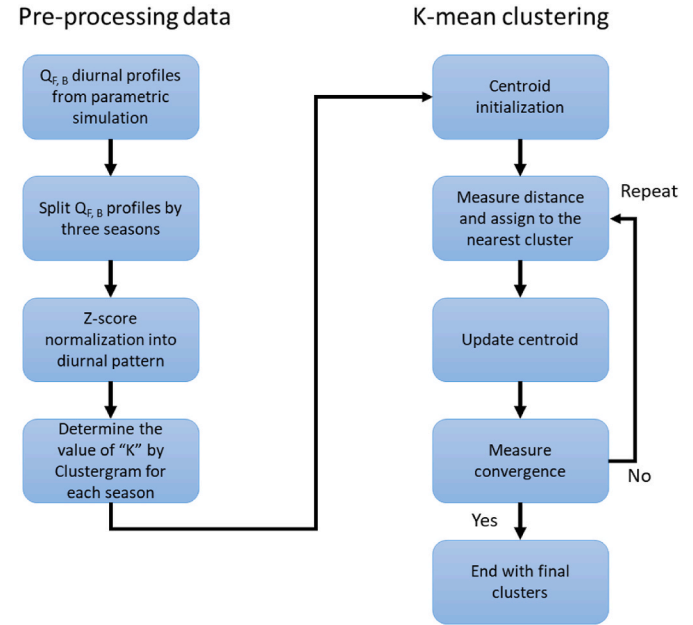 Pre-processing data
Q_F, B diurnal profiles
from parametric
simulation
Split Q_F, B profiles by
three seasons
Z-score
normalization into
diurnal pattern
Determine the
value of "K" by
Clustergram for
each season
K-mean clustering
Centroid
initialization
Measure distance
and assign to the
nearest cluster
Repeat
Update centroid
Measure
convergence
No
Yes
End with final
clusters